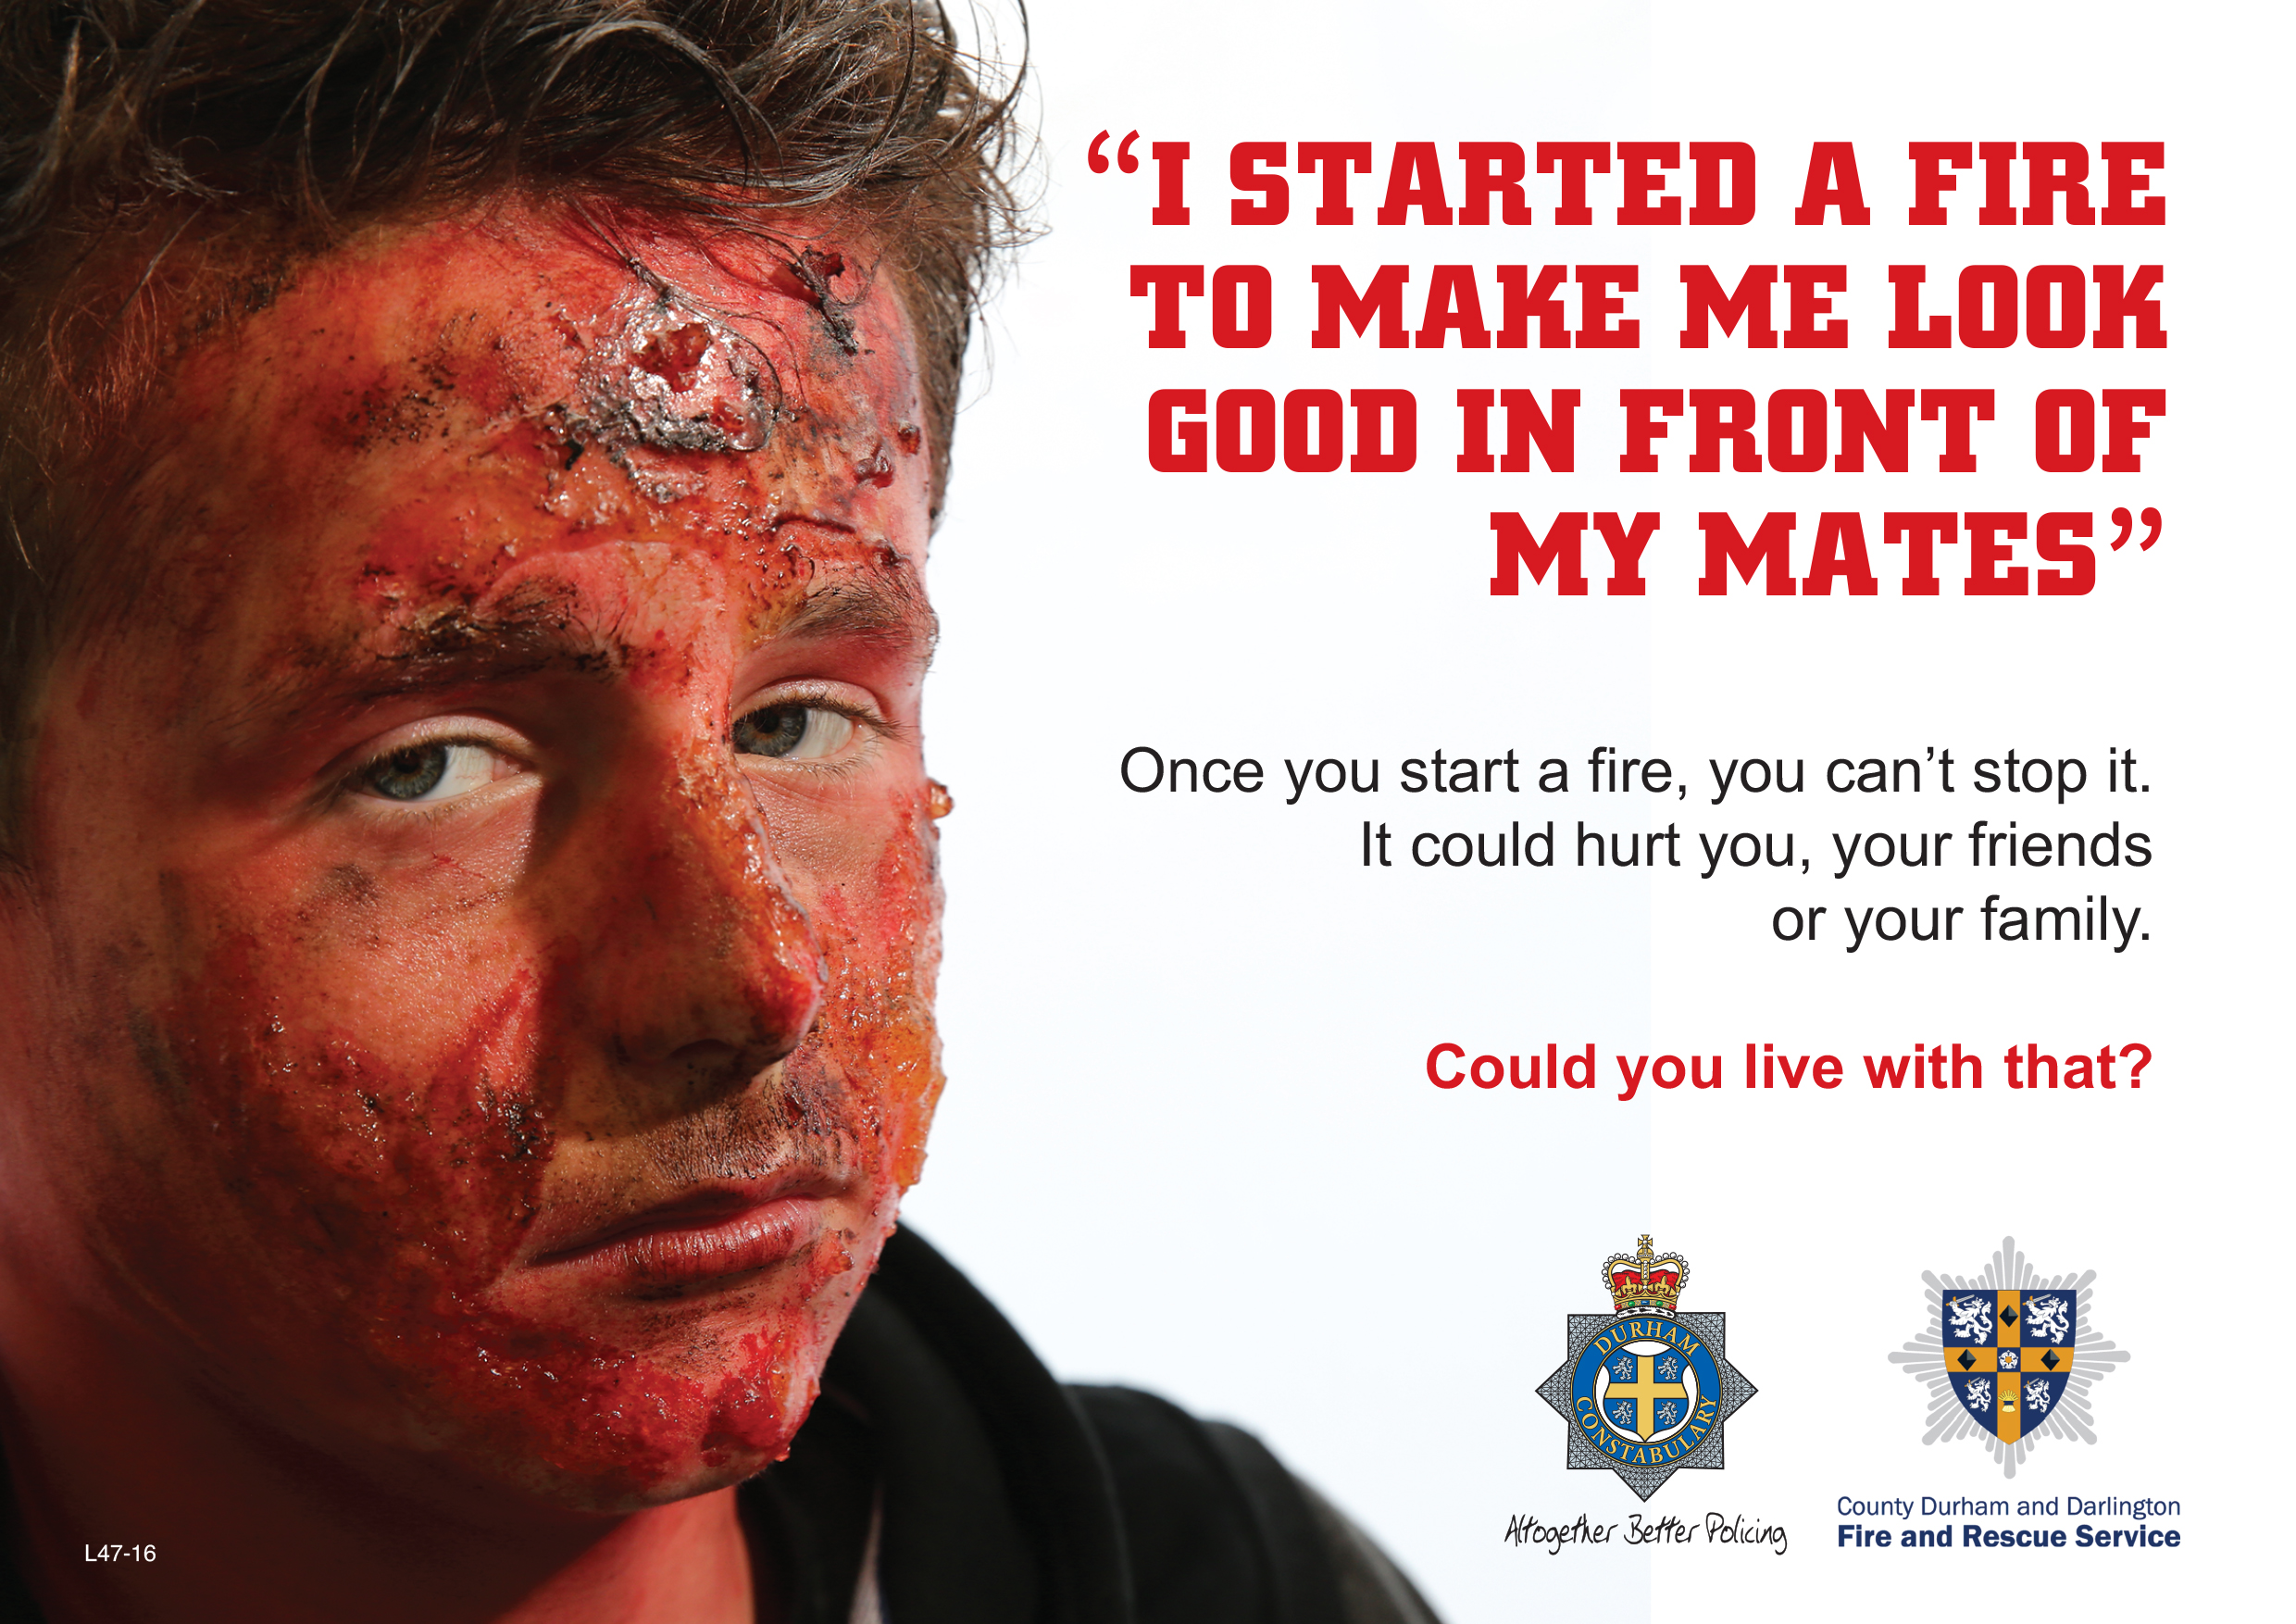 “I STARTED A FIRE
TO MAKE ME LOOK
GOOD IN FRONT OF
MY MATES”
Once you start a fire, you can’t stop it.
It could hurt you, your friends
or your family.
Could you live with that?
DURHAM
CONSTABULARY
Altogether Better Policing
County Durham and Darlington
Fire and Rescue Service
L47-16